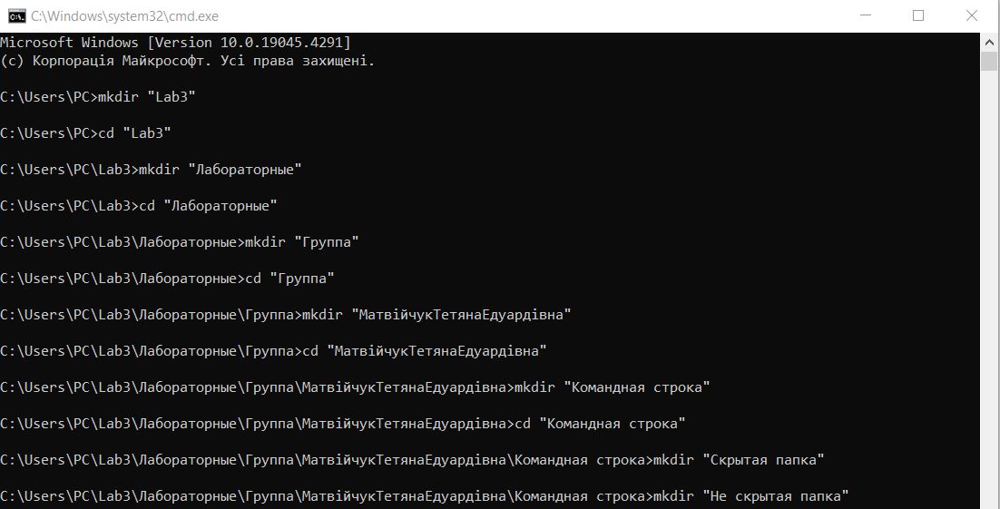 C:\Windows\system32\cmd.exe
Microsoft Windows [Version 10.0.19045.4291]
(c) Корпорація Майкрософт. Усі права захищені.
C:\Users\PC>mkdir "Lab3"
C:\Users\PC>cd "Lab3"
C:\Users\PC\Lab3>mkdir "Лабораторные"
C:\Users\PC\Lab3>cd "Лабораторные"
C:\Users\PC\Lab3\Лабораторные>mkdir "Группа"
C:\Users\PC\Lab3\Лабораторные>cd "Группа"
C:\Users\PC\Lab3\Лабораторные\Группа>mkdir "МатвійчукТетянаЕдуардівна"
C:\Users\PC\Lab3\Лабораторные\Группа>cd "МатвійчукТетянаЕдуардівна"
C:\Users\PC\Lab3\Лабораторные\Группа\МатвійчукТетянаЕдуардівна>mkdir "Командная строка"
C:\Users\PC\Lab3\Лабораторные\Группа\МатвійчукТетянаЕдуардівна>cd "Командная строка"
C:\Users\PC\Lab3\Лабораторные\Группа\МатвійчукТетянаЕдуардівна\Командная строка>mkdir "Скрытая папка"
C:\Users\PC\Lab3\Лабораторные\Группа\МатвійчукТетянаЕдуардівна\Командная строка>mkdir "Не скрытая папка"